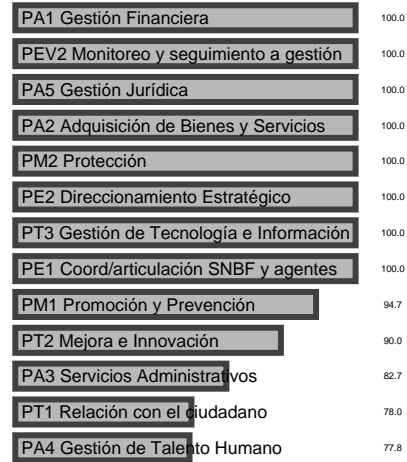 PA1 Gestión Financiera 100.0
PEV2 Monitoreo y seguimiento a gestión 100.0
PA5 Gestión Jurídica 100.0
PA2 Adquisición de Bienes y Servicios 100.0
PM2 Protección 100.0
PE2 Direccionamiento Estratégico 100.0
PT3 Gestión de Tecnología e Información 100.0
PE1 Coord/articulación SNBF y agentes 100.0
PM1 Promoción y Prevención 94.7
PT2 Mejora e Innovación 90.0
PA3 Servicios Administrativos 82.7
PT1 Relación con el ciudadano 78.0
PA4 Gestión de Talento Humano 77.8